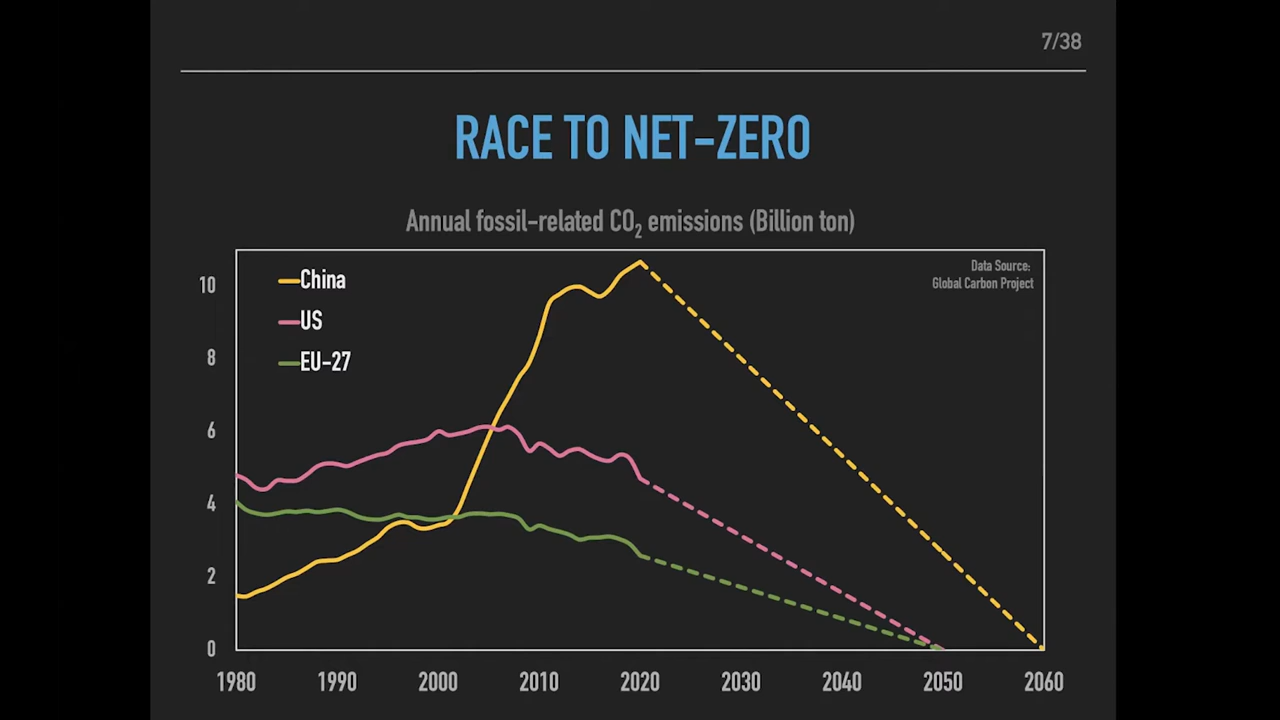 7/38
RACE TO NET-ZERO
Annual fossil-related CO₂ emissions (Billion ton)
Data Source:
Global Carbon Project
China
US
EU-27
10
8
6
4
2
0
1980 1990 2000 2010 2020 2030 2040 2050 2060